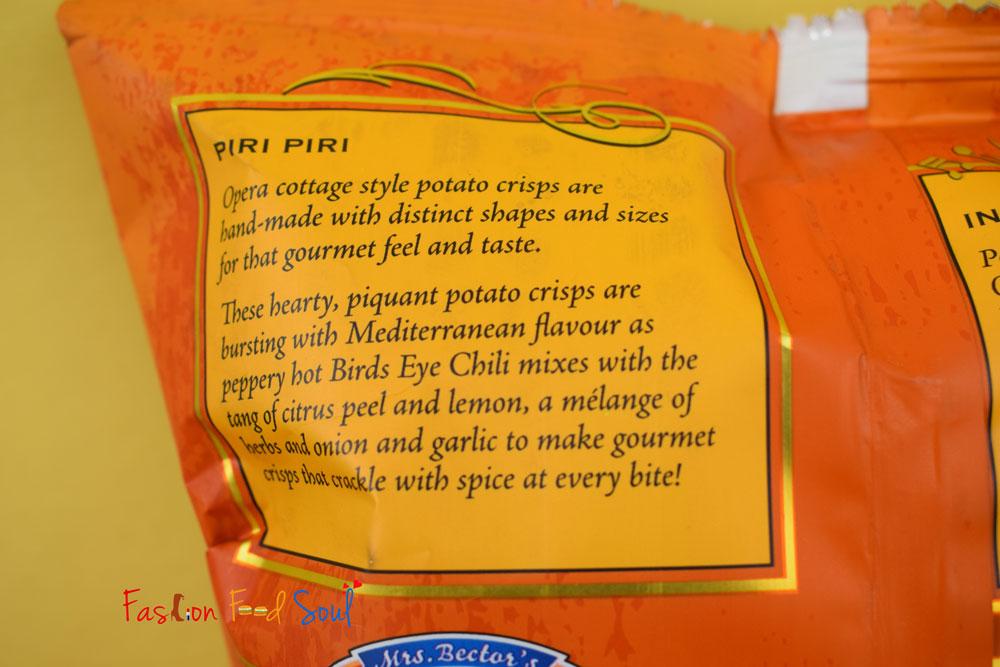 PIRI PIRI
Opera cottage style potato crisps are
hand-made with distinct shapes and sizes
for that gourmet feel and taste.
These hearty, piquant potato crisps are
bursting with Mediterranean flavour as
peppery hot Birds Eye Chili mixes with the
tang of citrus peel and lemon, a mélange of
herbs and onion and garlic to make gourmet
crisps that crackle with spice at every bite!
IN
Fashion Food Soul
Mrs. Bector's